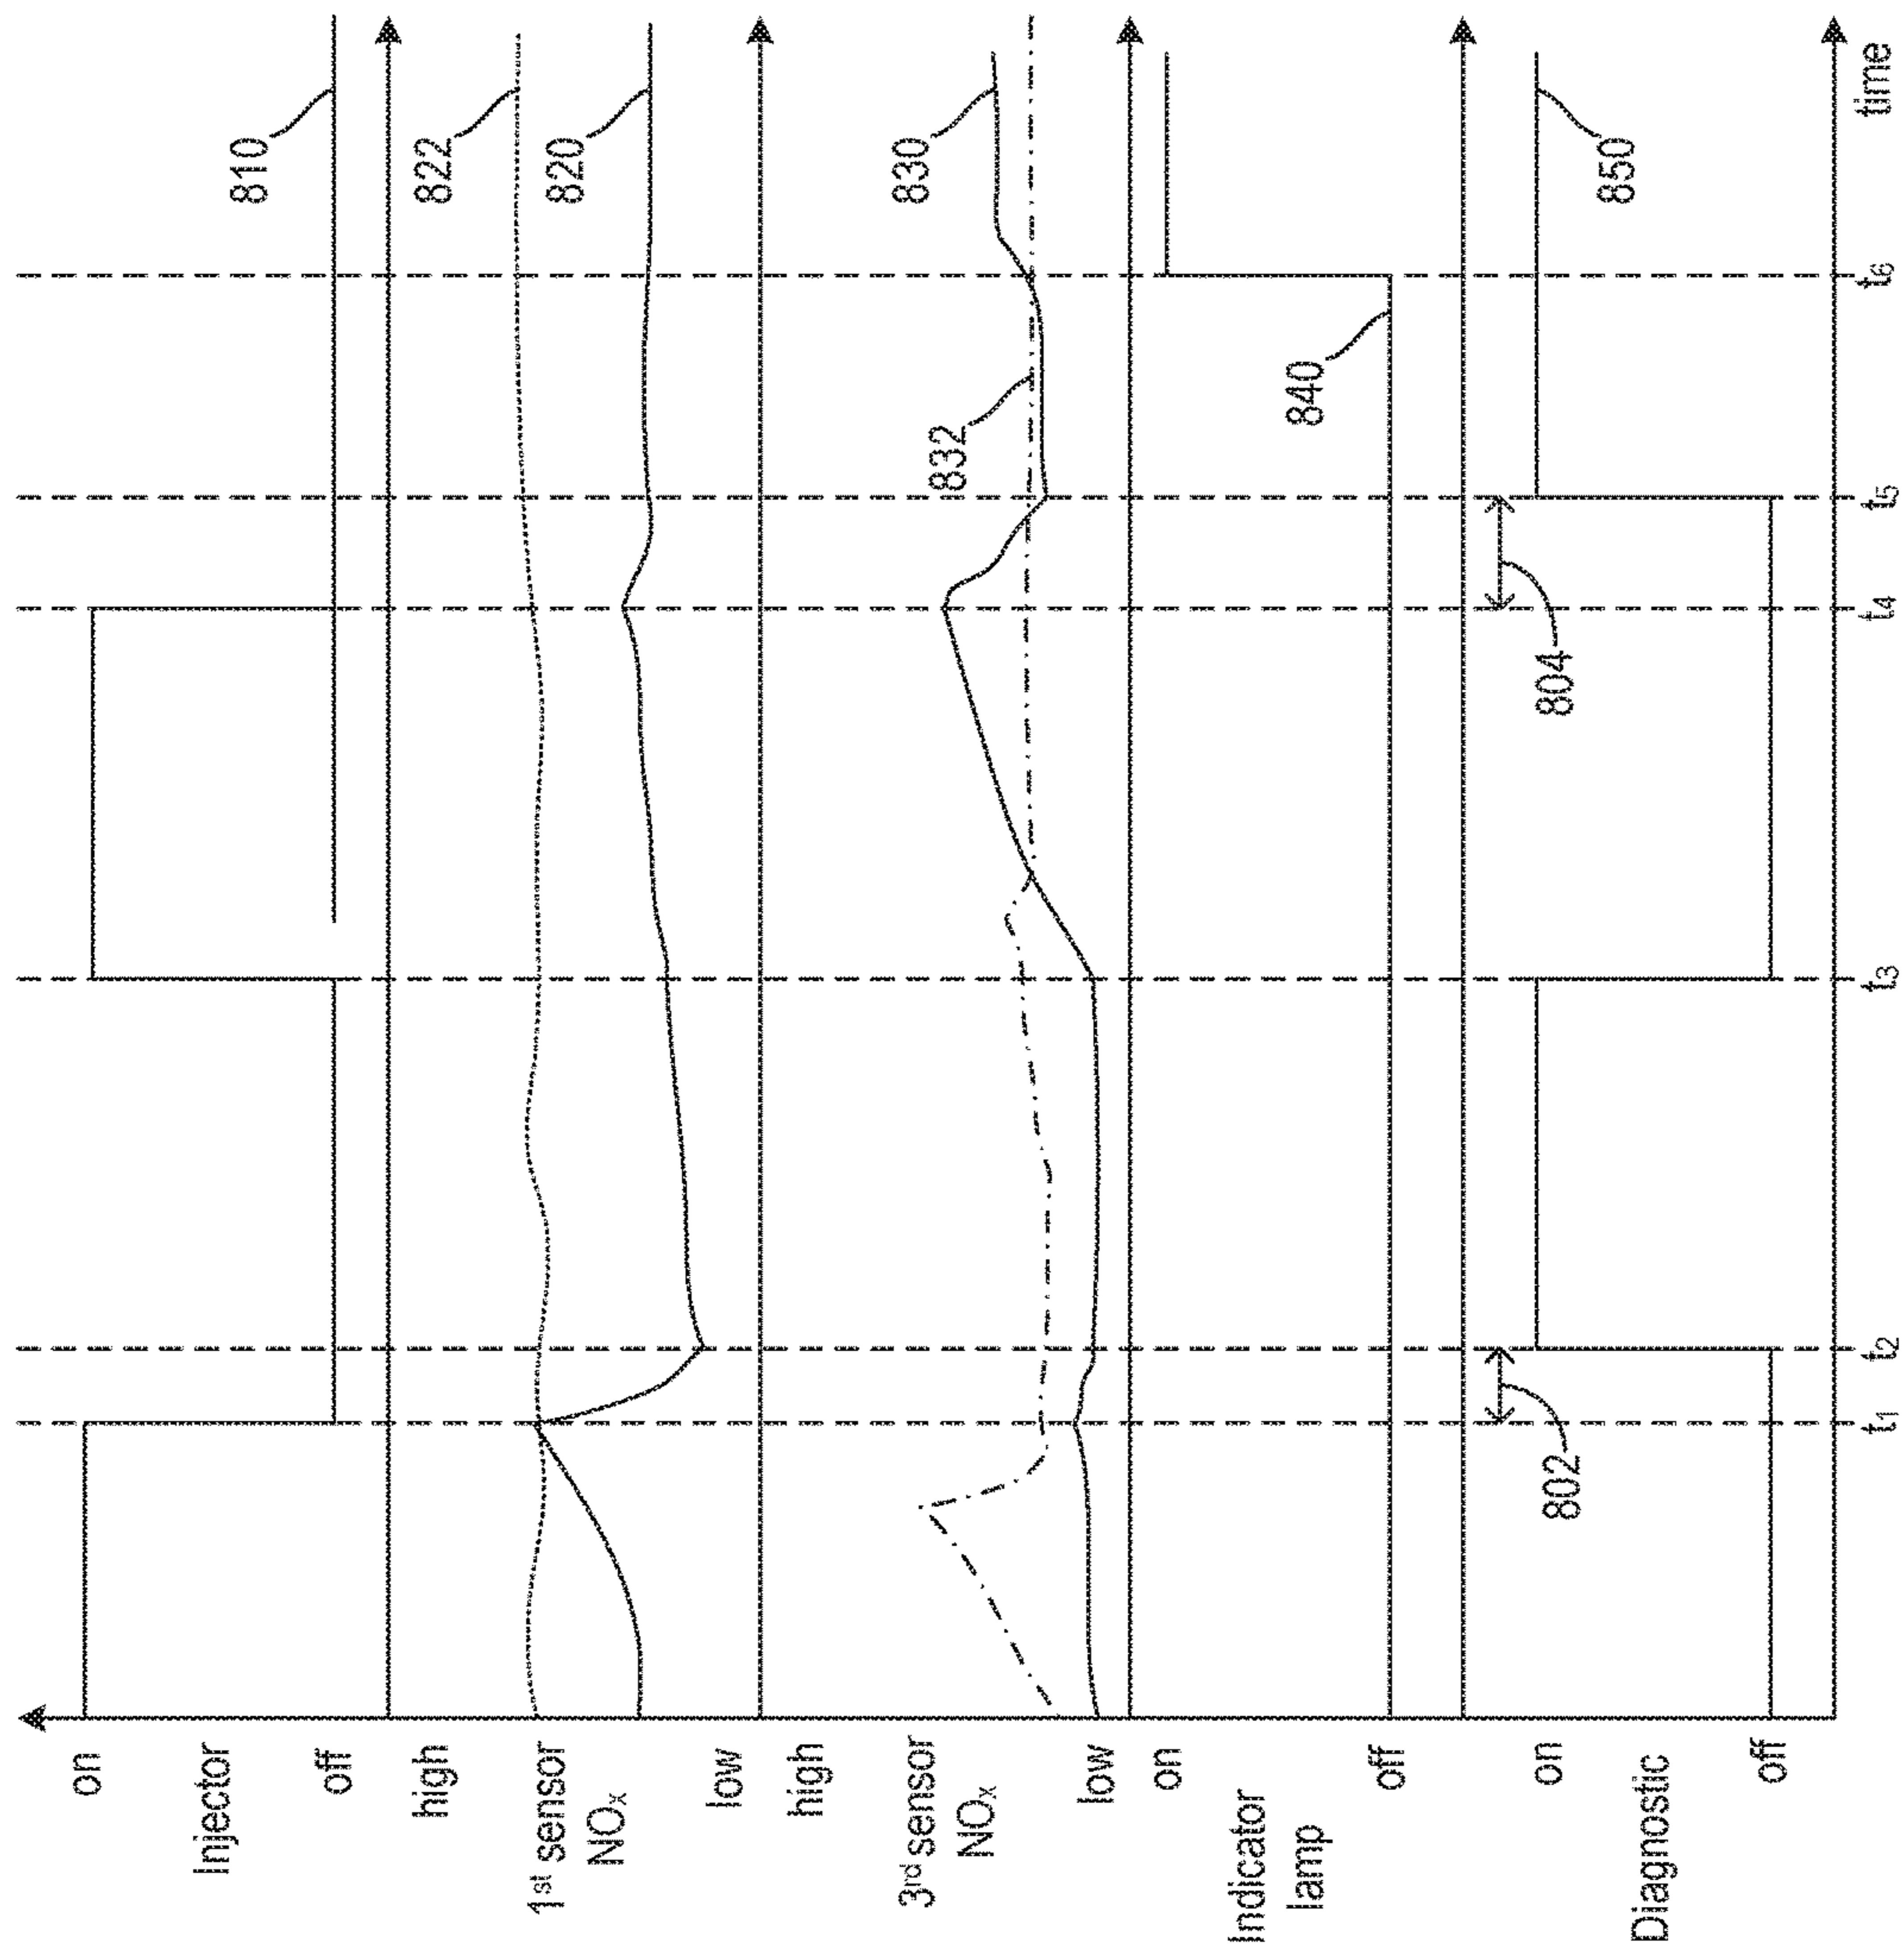 on
Injector
off
810
high
1st sensor
NOx
low
822
820
high
3rd sensor
NOx
low
830
832
on
Indicator
lamp
off
840
on
Diagnostic
off
802
804
850
t1
t2
t3
t4
t5
t6
time